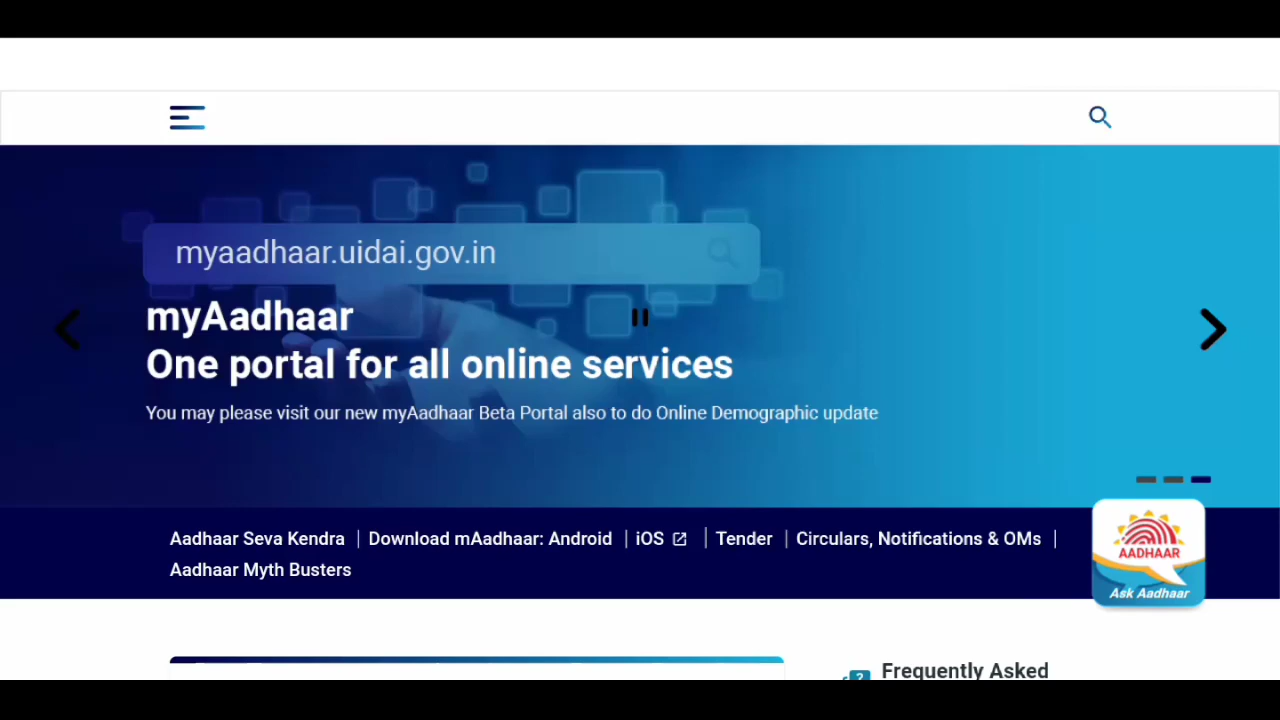 myaadhaar.uidai.gov.in
myAadhaar
One portal for all online services
You may please visit our new myAadhaar Beta Portal also to do Online Demographic update
Aadhaar Seva Kendra | Download mAadhaar: Android | iOS | Tender | Circulars, Notifications & OMs |
Aadhaar Myth Busters
AADHAAR
Ask Aadhaar
?
Frequently Asked